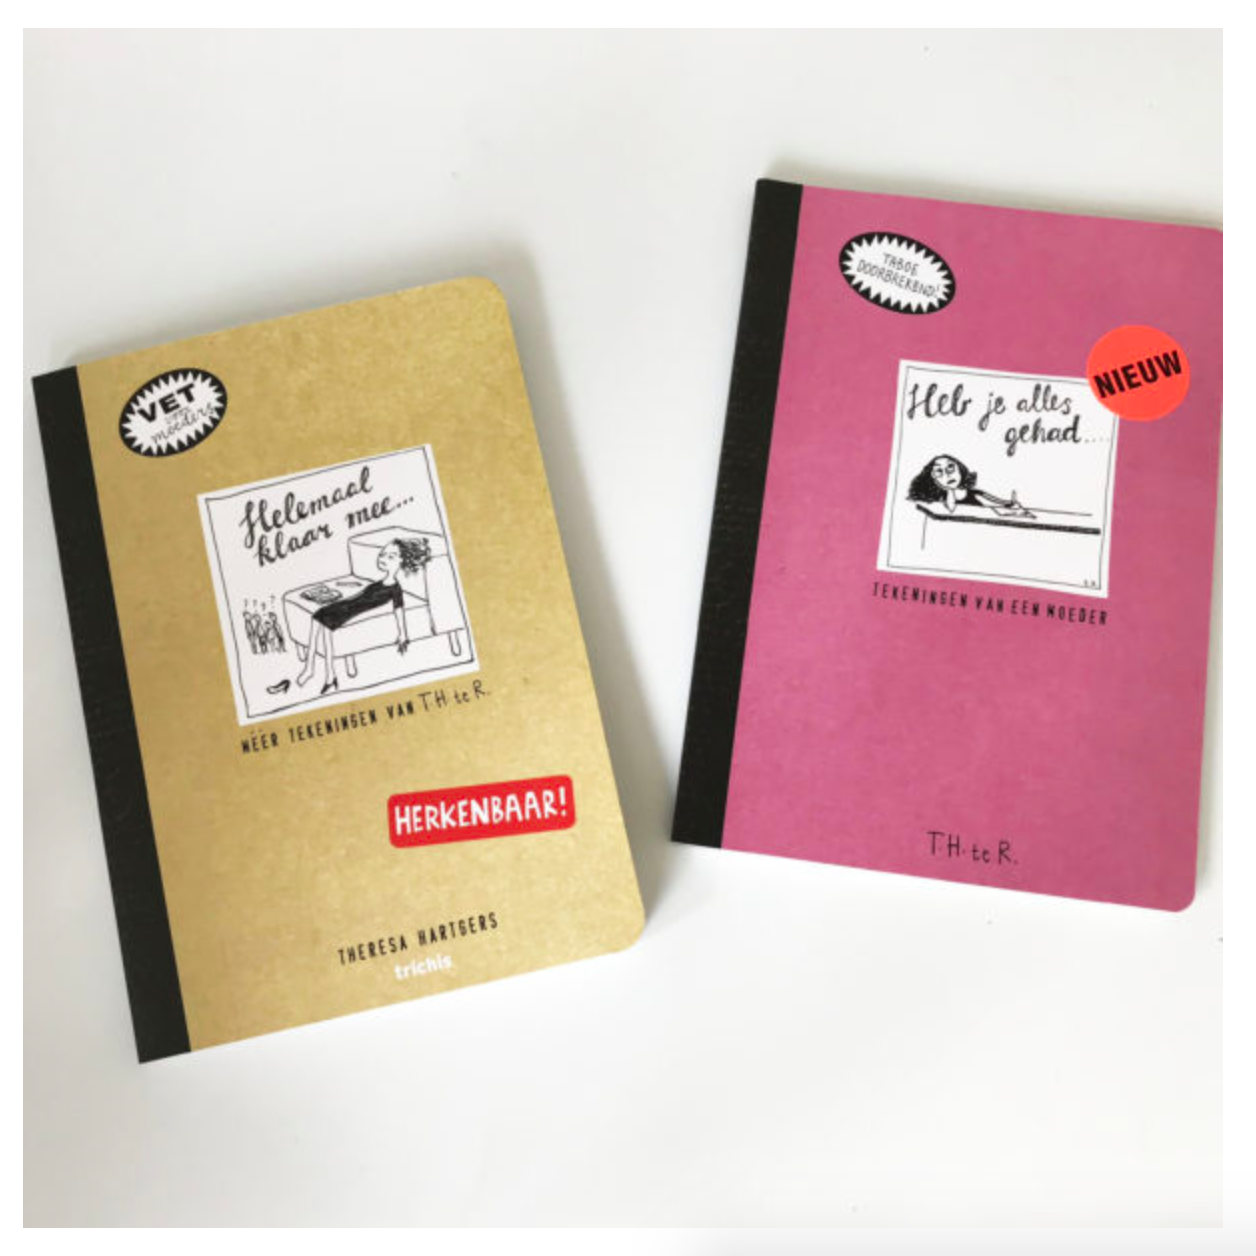 VET
voor
moeders
Helemaal
klaar mee...
? ? ? ?
MÉÉR TEKENINGEN VAN T.H. te R.
HERKENBAAR!
THERESA HARTGERS
trichis
TABOE
DOORBREKEND!
NIEUW
Heb je alles
gehad....
TEKENINGEN VAN EEN MOEDER
T.H. te R.